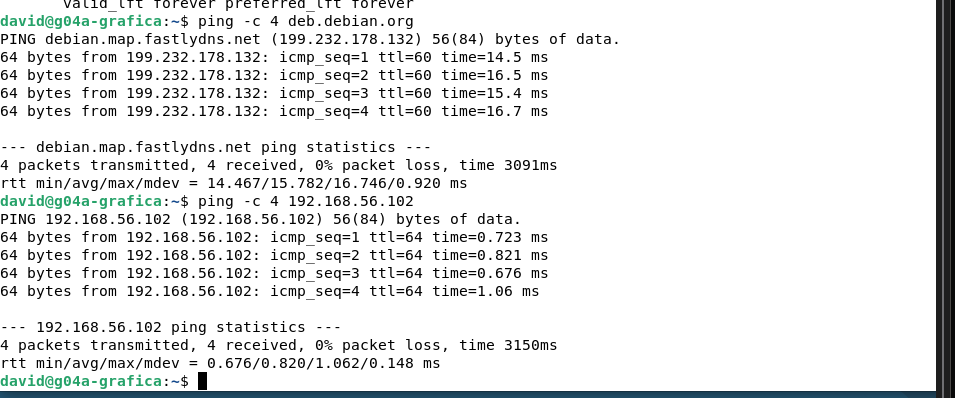 valid_lft forever preferred_lft forever
david@g04a-grafica:~$ ping -c 4 deb.debian.org
PING debian.map.fastlydns.net (199.232.178.132) 56(84) bytes of data.
64 bytes from 199.232.178.132: icmp_seq=1 ttl=60 time=14.5 ms
64 bytes from 199.232.178.132: icmp_seq=2 ttl=60 time=16.5 ms
64 bytes from 199.232.178.132: icmp_seq=3 ttl=60 time=15.4 ms
64 bytes from 199.232.178.132: icmp_seq=4 ttl=60 time=16.7 ms

--- debian.map.fastlydns.net ping statistics ---
4 packets transmitted, 4 received, 0% packet loss, time 3091ms
rtt min/avg/max/mdev = 14.467/15.782/16.746/0.920 ms
david@g04a-grafica:~$ ping -c 4 192.168.56.102
PING 192.168.56.102 (192.168.56.102) 56(84) bytes of data.
64 bytes from 192.168.56.102: icmp_seq=1 ttl=64 time=0.723 ms
64 bytes from 192.168.56.102: icmp_seq=2 ttl=64 time=0.821 ms
64 bytes from 192.168.56.102: icmp_seq=3 ttl=64 time=0.676 ms
64 bytes from 192.168.56.102: icmp_seq=4 ttl=64 time=1.06 ms

--- 192.168.56.102 ping statistics ---
4 packets transmitted, 4 received, 0% packet loss, time 3150ms
rtt min/avg/max/mdev = 0.676/0.820/1.062/0.148 ms
david@g04a-grafica:~$